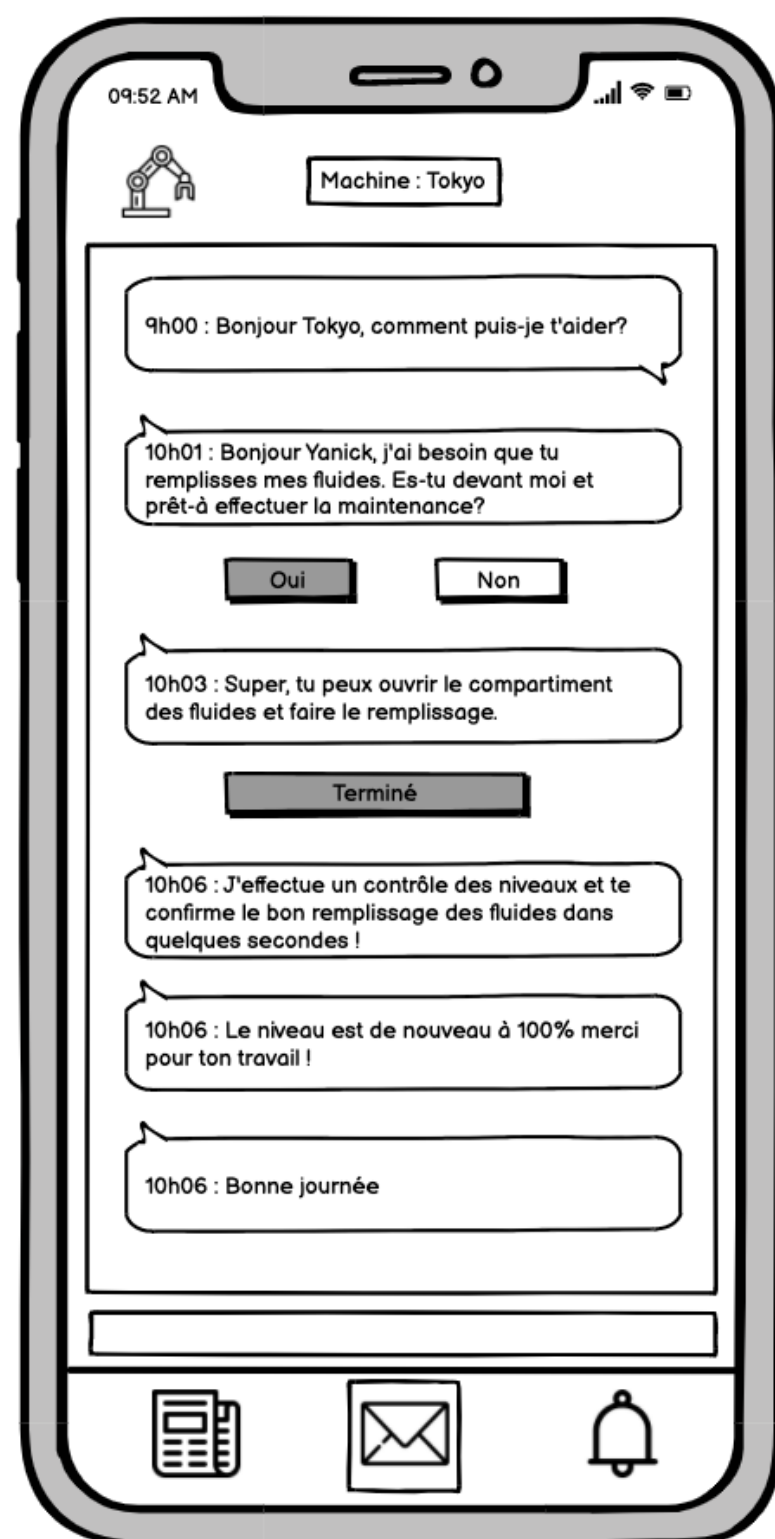 09:52 AM
Machine : Tokyo
9h00 : Bonjour Tokyo, comment puis-je t'aider?
10h01 : Bonjour Yanick, j'ai besoin que tu
remplisses mes fluides. Es-tu devant moi et
prêt-à effectuer la maintenance?
Oui
Non
10h03 : Super, tu peux ouvrir le compartiment
des fluides et faire le remplissage.
Terminé
10h06 : J'effectue un contrôle des niveaux et te
confirme le bon remplissage des fluides dans
quelques secondes !
10h06 : Le niveau est de nouveau à 100% merci
pour ton travail !
10h06 : Bonne journée